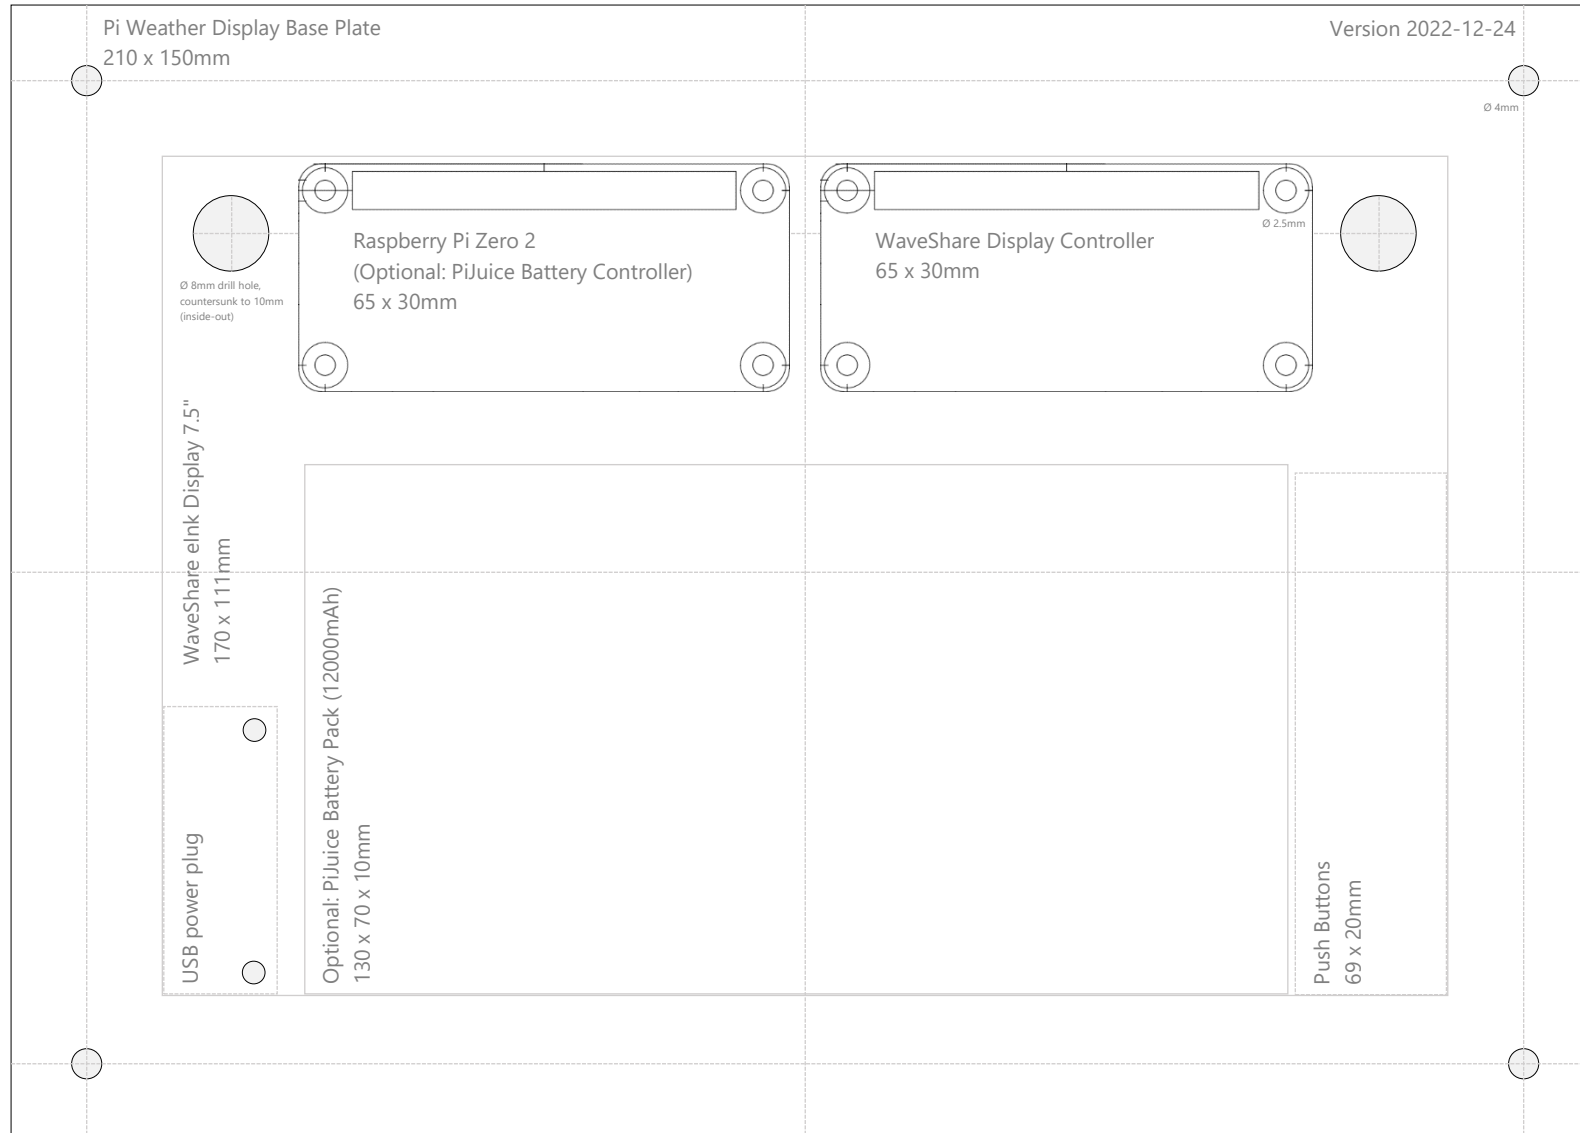 Pi Weather Display Base Plate
210 x 150mm
Version 2022-12-24
Ø 4mm
Raspberry Pi Zero 2
(Optional: PiJuice Battery Controller)
65 x 30mm
WaveShare Display Controller
65 x 30mm
Ø 2.5mm
Ø 8mm drill hole,
countersunk to 10mm
(inside-out)
WaveShare eInk Display 7.5"
170 x 111mm
USB power plug
Optional: PiJuice Battery Pack (12000mAh)
130 x 70 x 10mm
Push Buttons
69 x 20mm